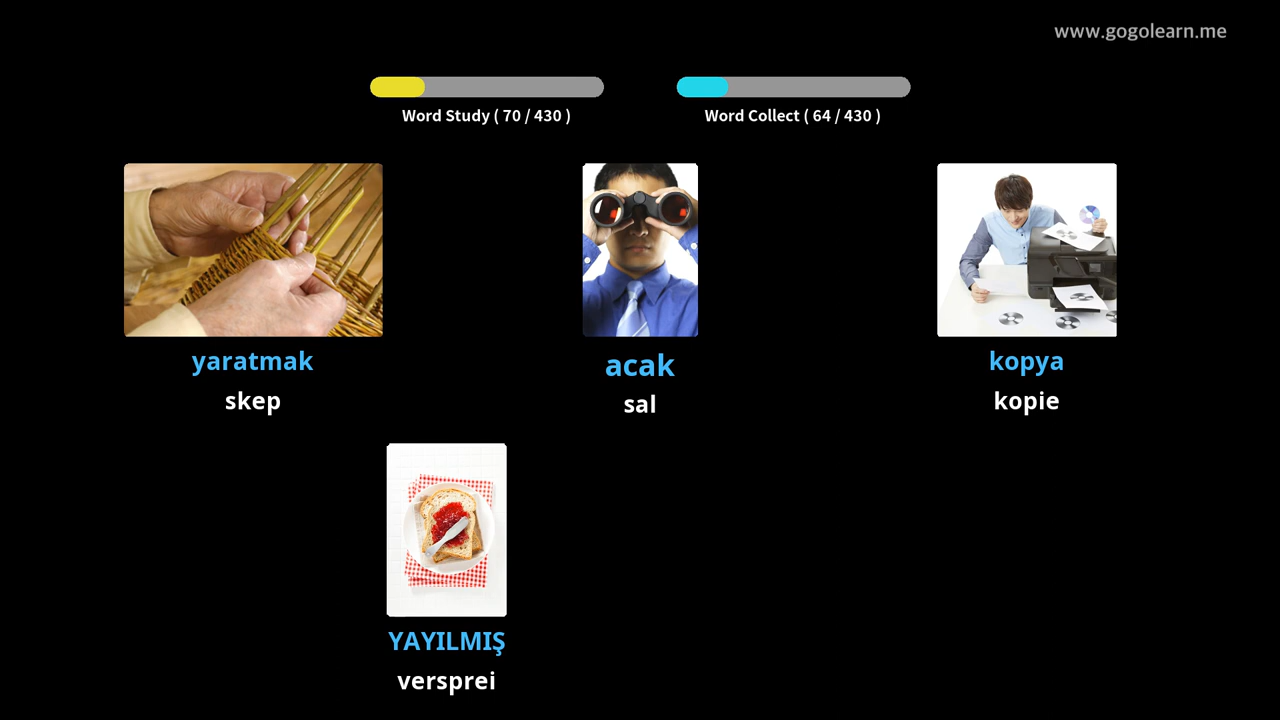 www.gogolearn.me
Word Study ( 70 / 430 )
Word Collect ( 64 / 430 )
yaratmak
skep
acak
sal
kopya
kopie
YAYILMIŞ
versprei